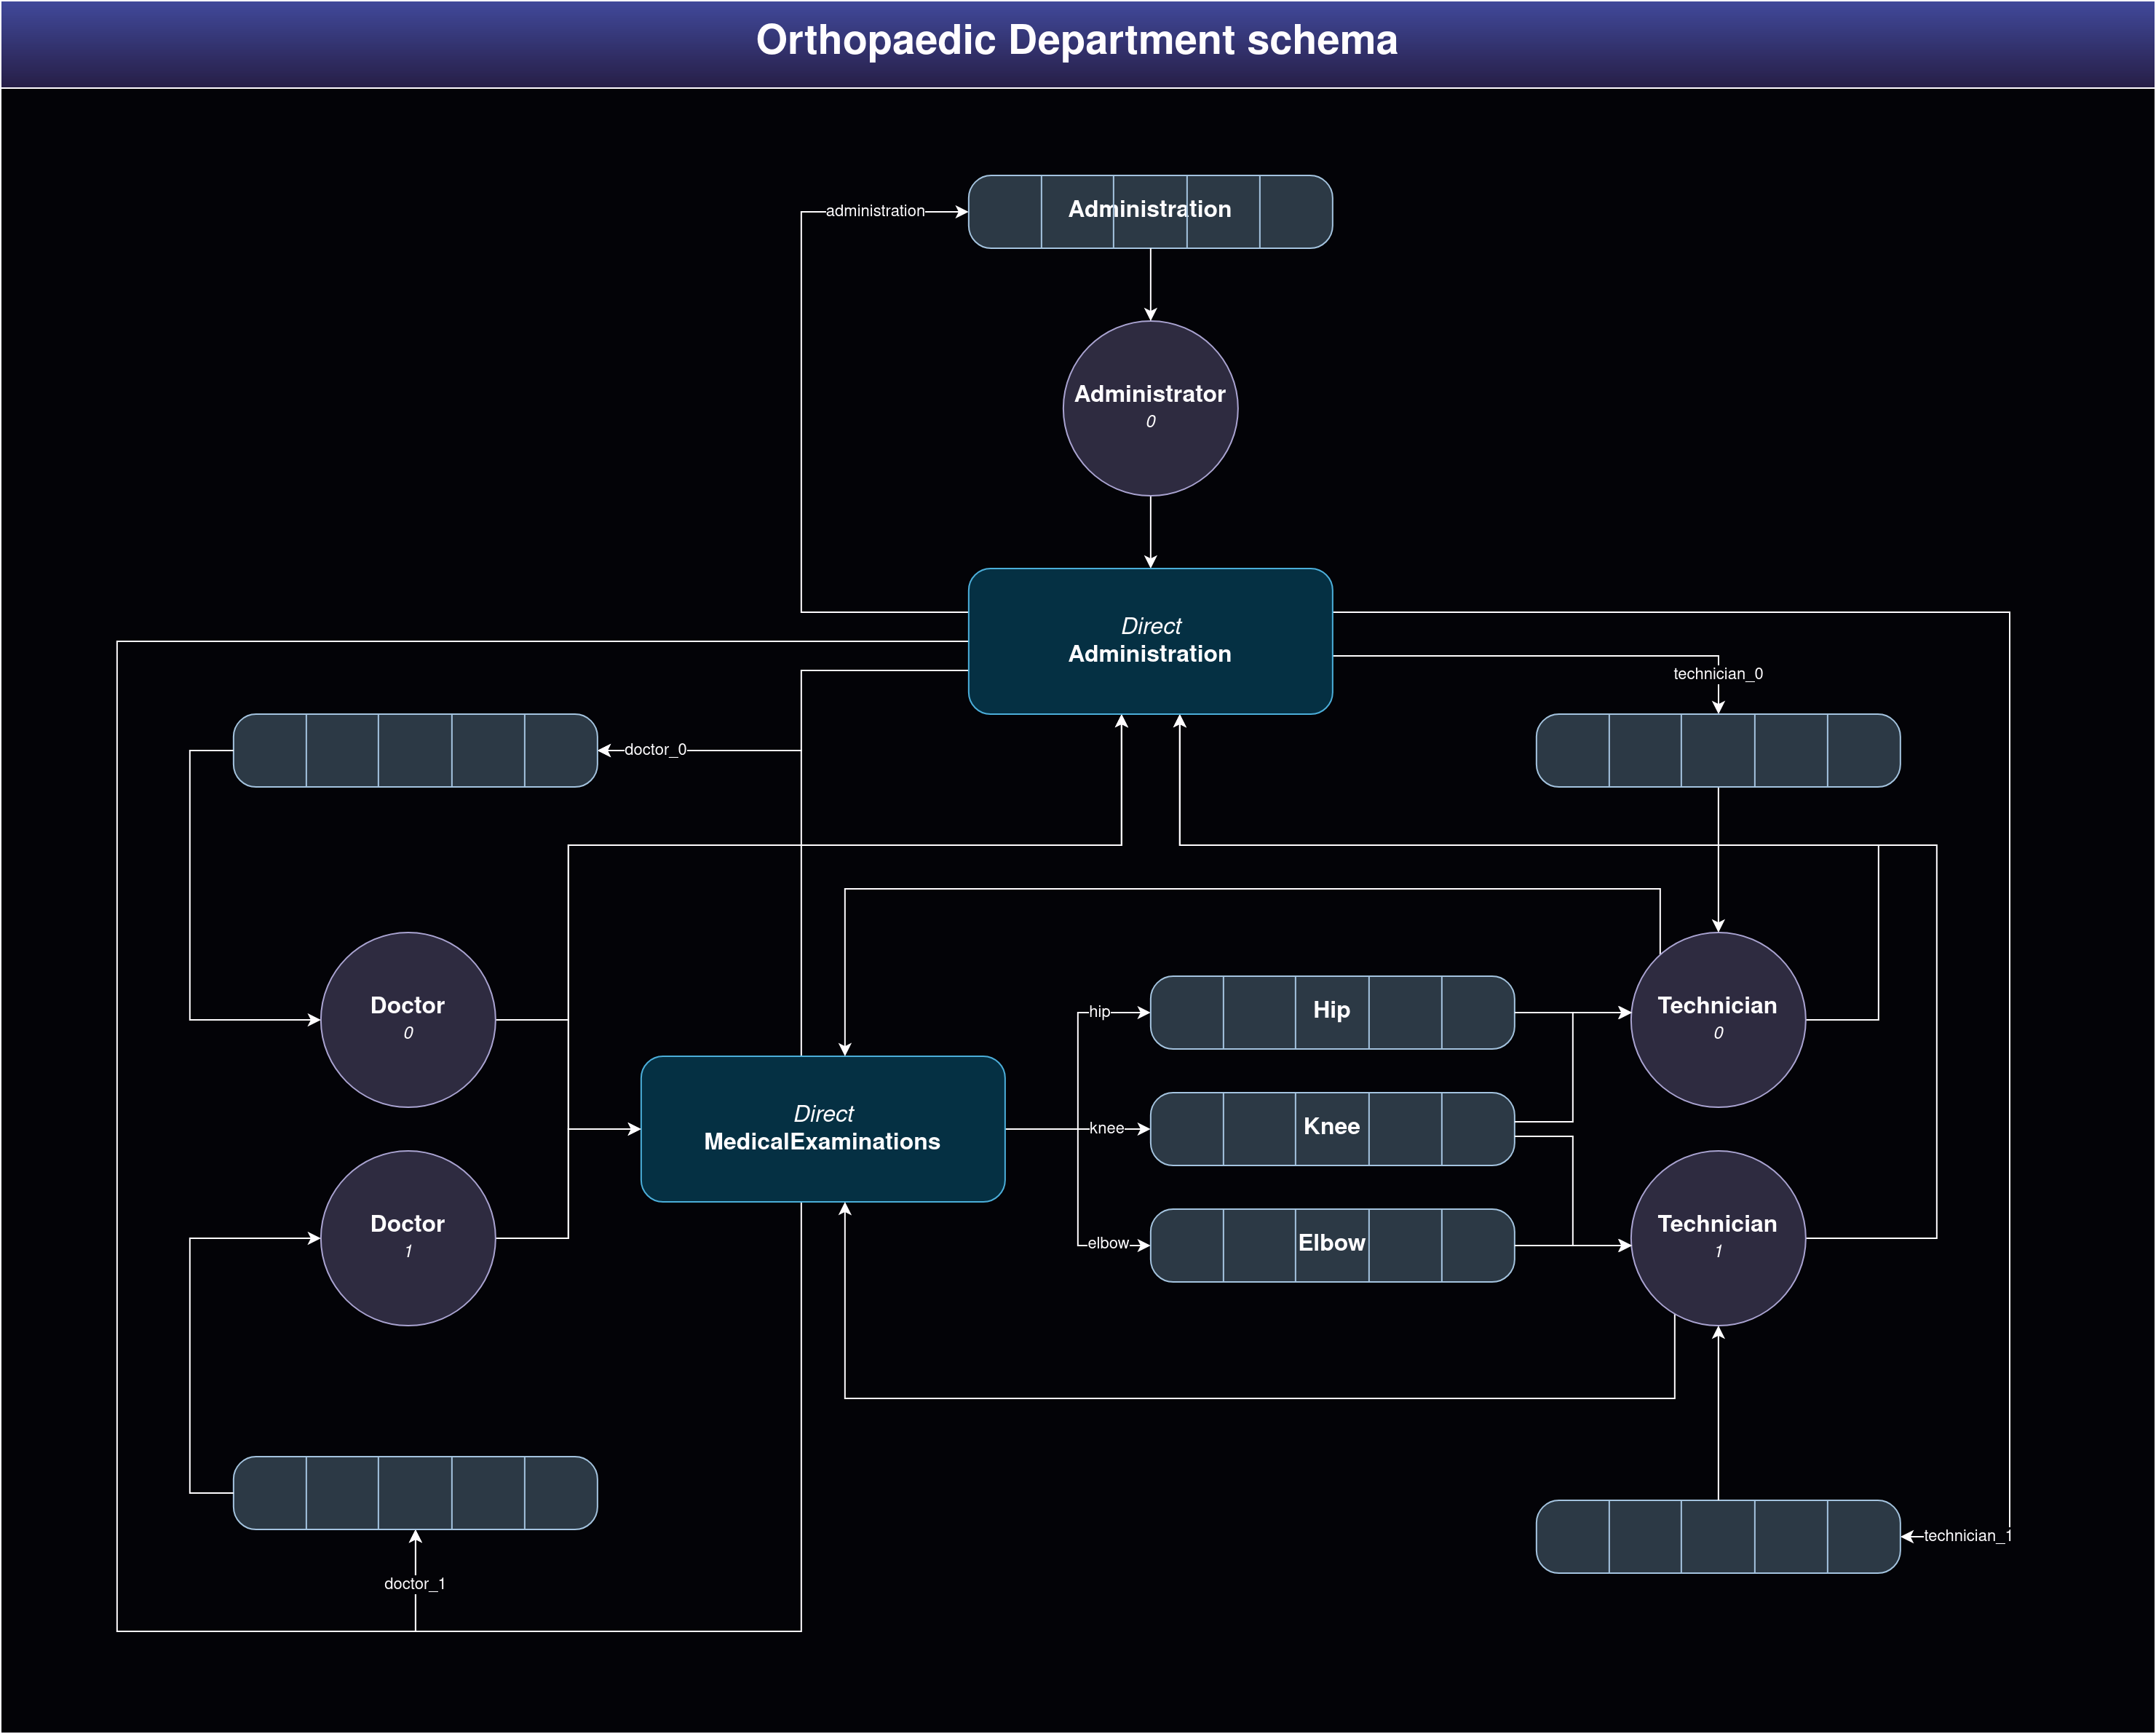 Orthopaedic Department schema
administration
Administration
Administrator
0
Direct
Administration
technician_0
doctor_0
Doctor
0
hip
Hip
Technician
0
Direct
MedicalExaminations
knee
Knee
Doctor
1
elbow
Elbow
Technician
1
technician_1
doctor_1